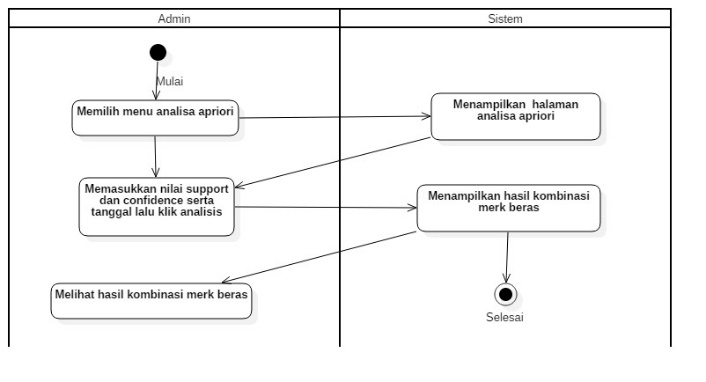 Admin
Sistem
Mulai
Memilih menu analisa apriori
Menampilkan halaman
analisa apriori
Memasukkan nilai support
dan confidence serta
tanggal lalu klik analisis
Menampilkan hasil kombinasi
merk beras
Melihat hasil kombinasi merk beras
Selesai